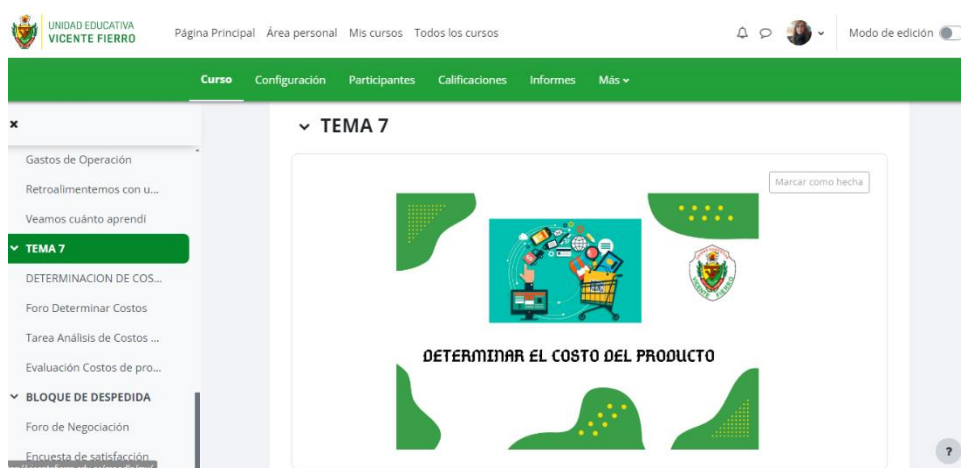 UNIDAD EDUCATIVA
VICENTE FIERRO
Página Principal Área personal Mis cursos Todos los cursos
Modo de edición
Curso Configuración Participantes Calificaciones Informes Más
TEMA 7
Gastos de Operación
Retroalimentemos con u...
Veamos cuánto aprendí
TEMA 7
DETERMINACION DE COS...
Foro Determinar Costos
Tarea Análisis de Costos ...
Evaluación Costos de pro...
BLOQUE DE DESPEDIDA
Foro de Negociación
Encuesta de satisfacción
Marcar como hecha
VICENTE FIERRO
DETERMINAR EL COSTO DEL PRODUCTO
?